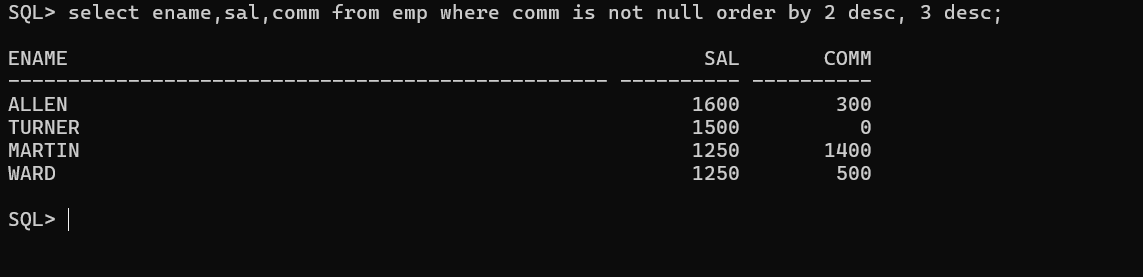 SQL> select ename,sal,comm from emp where comm is not null order by 2 desc, 3 desc;
ENAME                                                     SAL       COMM
-------------------------------------------------- ---------- ----------
ALLEN                                                    1600        300
TURNER                                                   1500          0
MARTIN                                                   1250       1400
WARD                                                     1250        500
SQL>